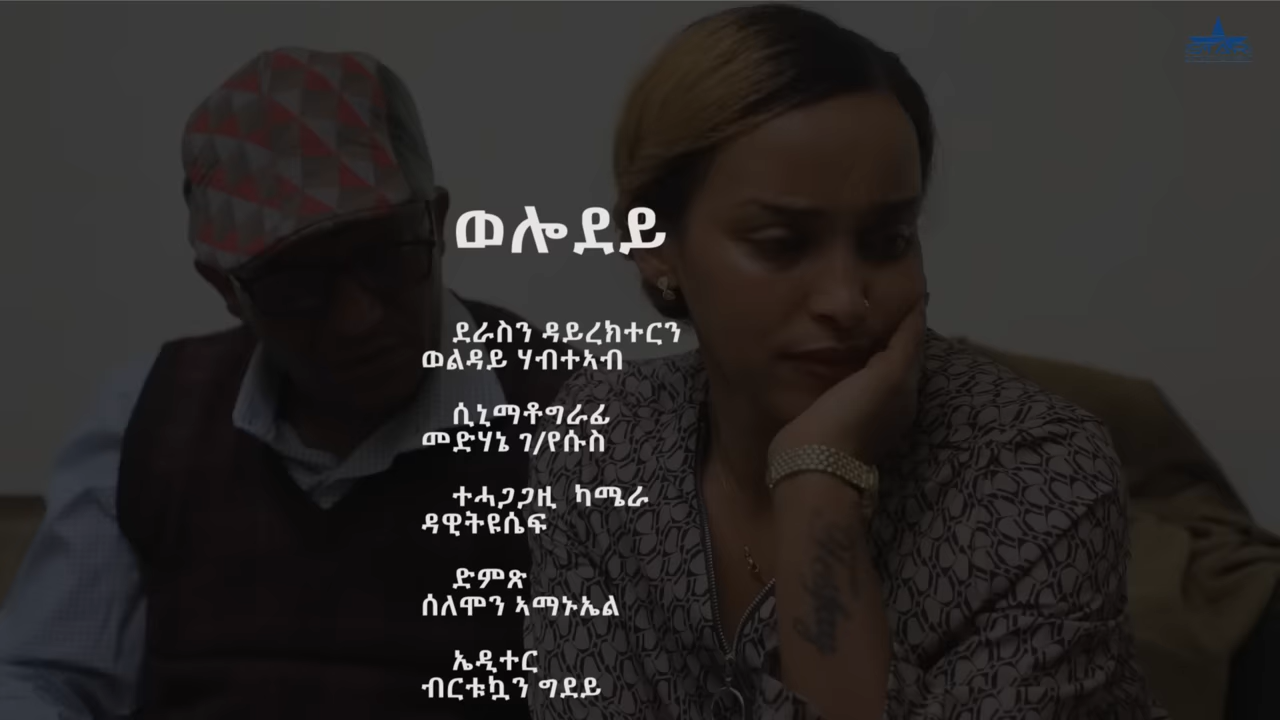 ወሎደይ
ደራስን ዳይረክተርን
ወልዳይ ሃብተኣብ
ሲኒማቶግራፊ
መድሃኔ ገ/የሱስ
ተሓጋጋዚ ካሜራ
ዳዊትዩሴፍ
ድምጽ
ሰለሞን ኣማኑኤል
ኤዲተር
ብርቱኳን ግደይ